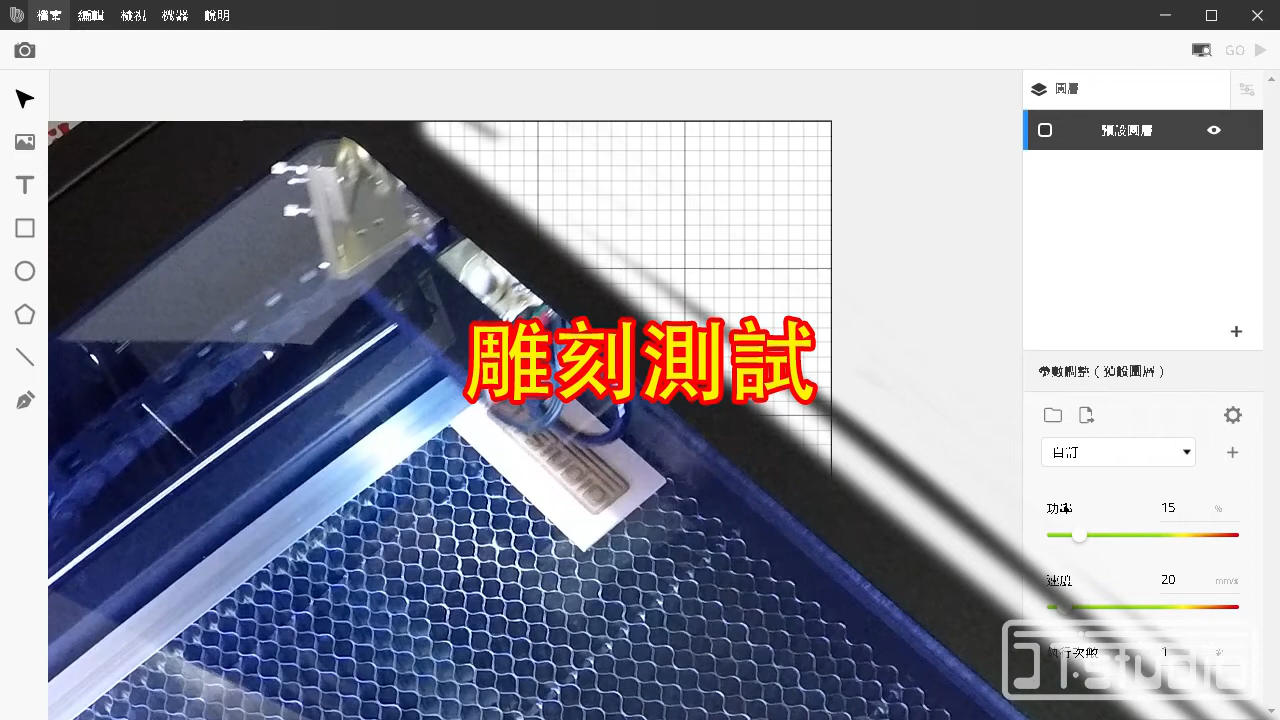 檔案 編輯 檢視 機器 說明
GO
圖層
預設圖層
雕刻測試
STUDIO
參數調整 ( 預設圖層 )
自訂
功率 15 %
速度 20 mm/s
執行次數 1 次